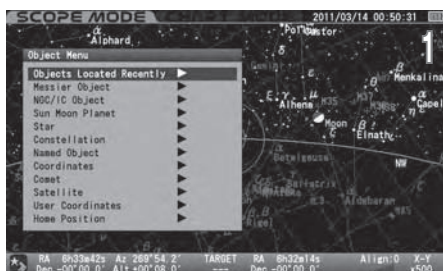 SCOPE MODE 2011/03/14 00:50:31
α
Alphard
Object Menu
Objects Located Recently
Messier Object
NGC/IC Object
Sun Moon Planet
Star
Constellation
Named Object
Coordinates
Comet
Satellite
User Coordinates
Home Position
1
Menkalina
Alhena
M35
Moon
Elnath
Capel
NW
Betelgeuse
Aldebaran
Rigel
RA 6h33m42s Az 269°54.2' TARGET RA 6h32m14s Align:0 X-Y
Dec -00°00.0' Alt +00°08.0' --- Dec -00°00.0' x500